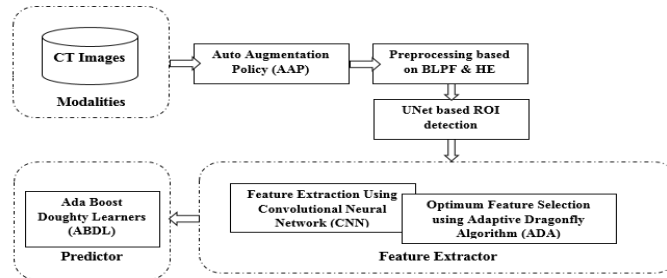 CT Images
Modalities
Auto Augmentation
Policy (AAP)
Preprocessing based
on BLPF & HE
UNet based ROI
detection
Feature Extraction Using
Convolutional Neural
Network (CNN)
Optimum Feature Selection
using Adaptive Dragonfly
Algorithm (ADA)
Feature Extractor
Ada Boost
Doughty Learners
(ABDL)
Predictor